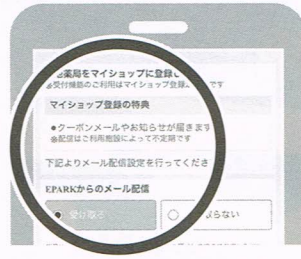 薬局をマイショップに登録
受付機能のご利用はマイショップ登録 です
マイショップ登録の特典
●クーポンメールやお知らせが届きます
※配信はご利用施設によって不定期です
下記よりメール配信設定を行ってくださ
EPARKからのメール配信
受け取る
らない